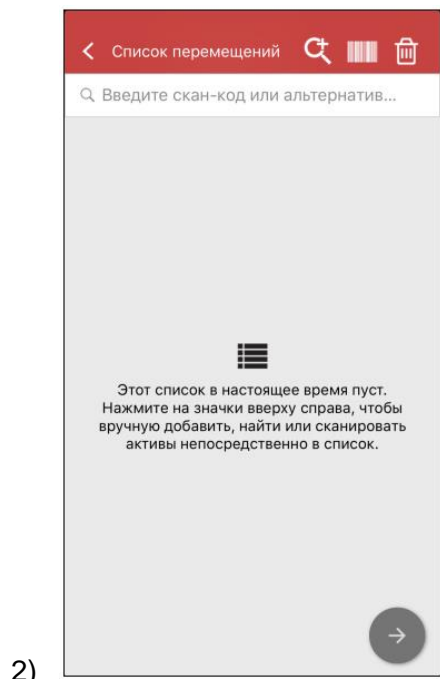 Список перемещений
Введите скан-код или альтернатив...
Этот список в настоящее время пуст.
Нажмите на значки вверху справа, чтобы
вручную добавить, найти или сканировать
активы непосредственно в список.
2)